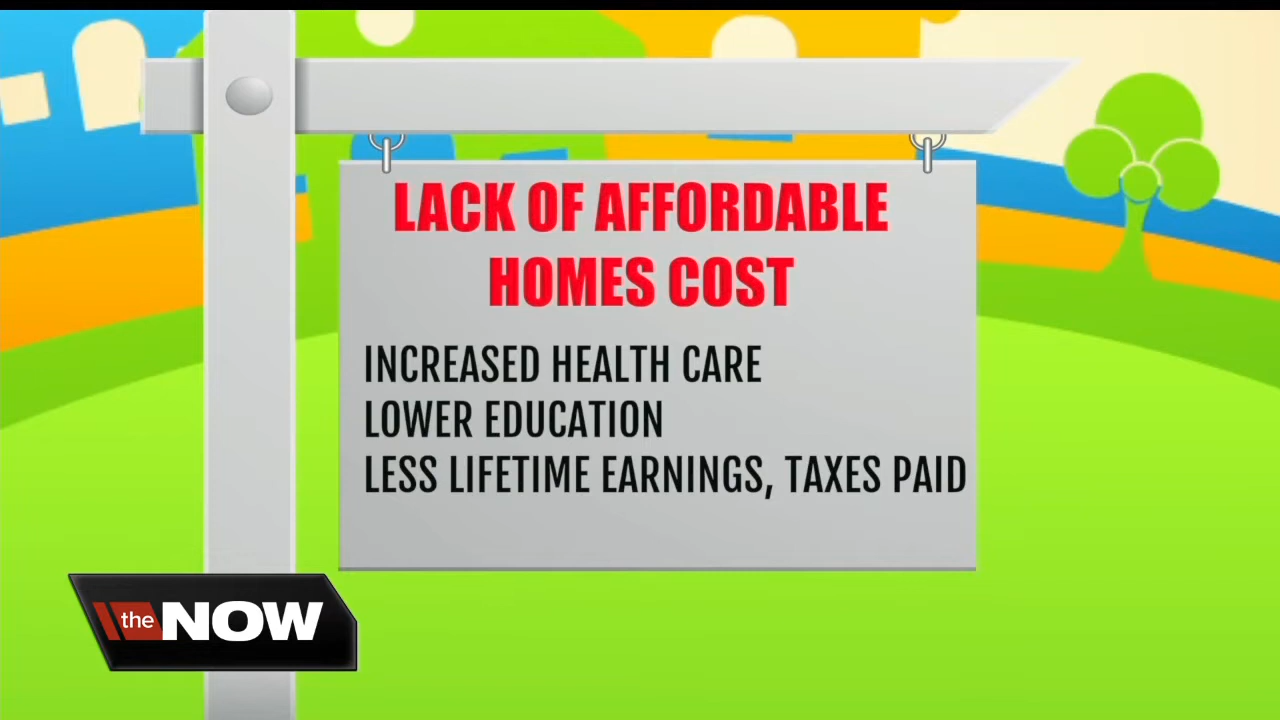 LACK OF AFFORDABLE
HOMES COST
INCREASED HEALTH CARE
LOWER EDUCATION
LESS LIFETIME EARNINGS, TAXES PAID
the NOW